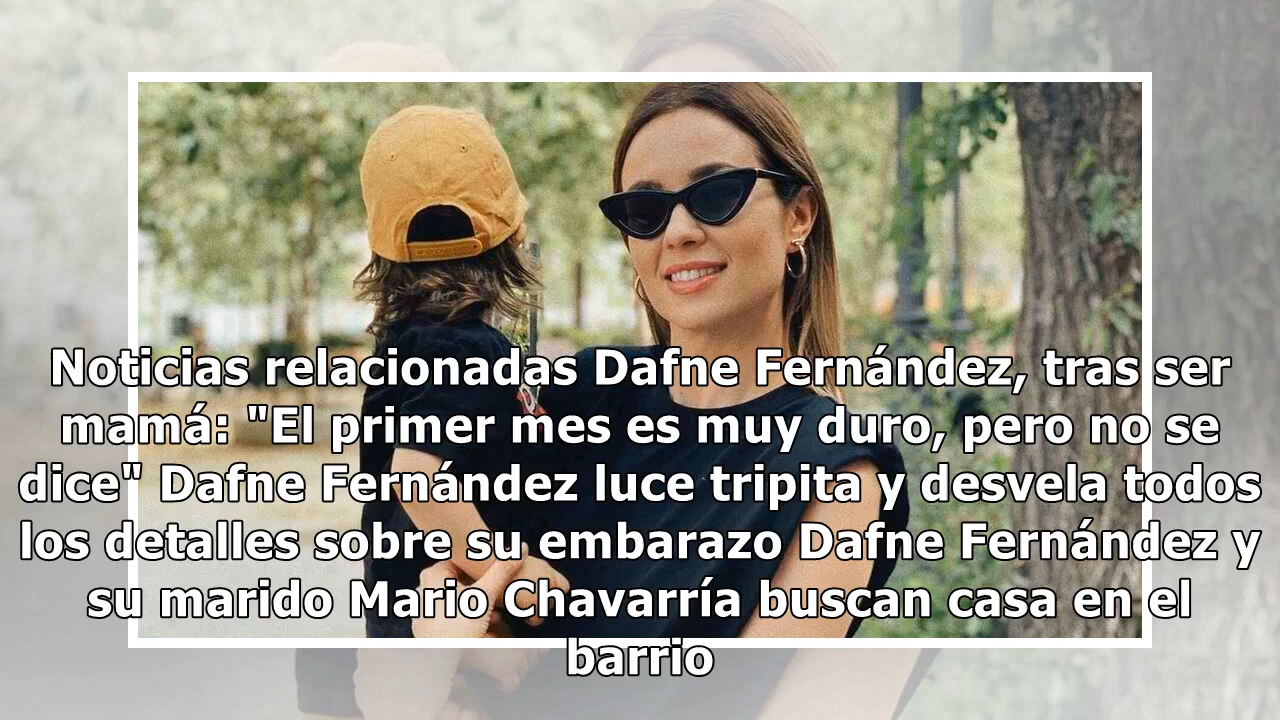 Noticias relacionadas Dafne Fernández, tras ser
mamá: "El primer mes es muy duro, pero no se
dice" Dafne Fernández luce tripita y desvela todos
los detalles sobre su embarazo Dafne Fernández y
su marido Mario Chavarría buscan casa en el
barrio